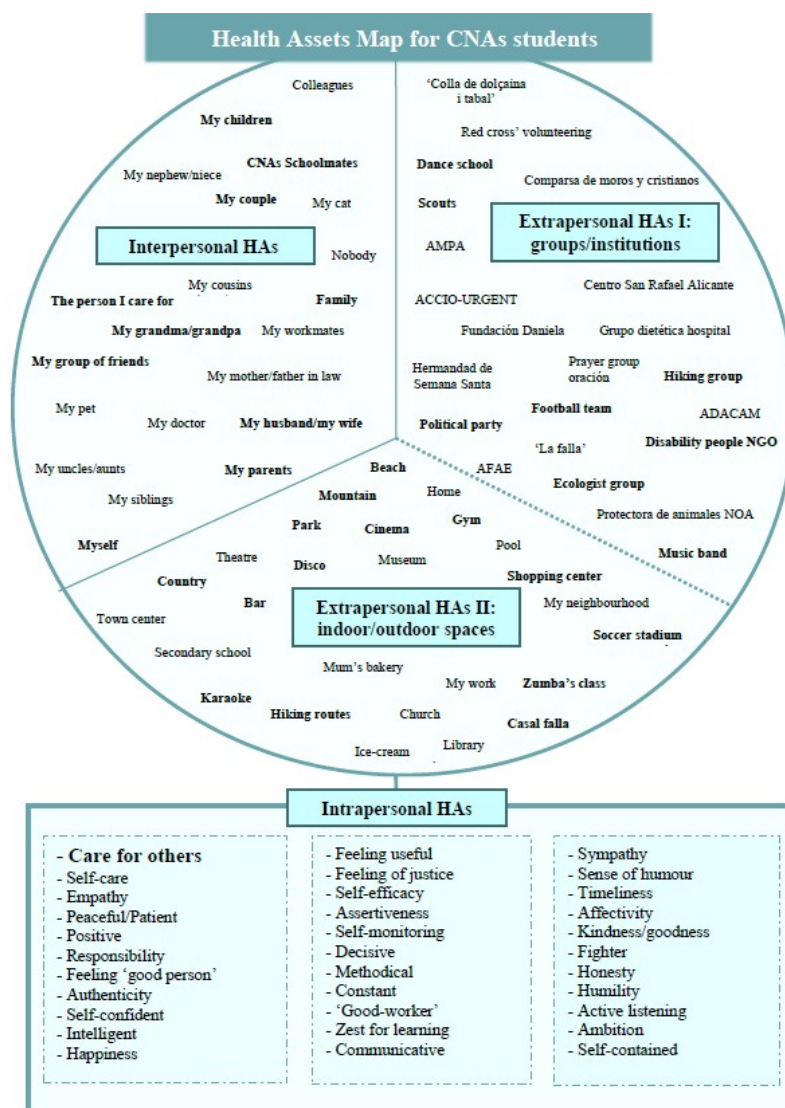 Health Assets Map for CNAs students
Colleagues
My children
CNAs Schoolmates
My nephew/niece
My couple
My cat
Interpersonal HAs
Nobody
My cousins
The person I care for
Family
My grandma/grandpa
My workmates
My group of friends
My mother/father in law
My pet
My doctor
My husband/my wife
My uncles/aunts
My parents
My siblings
Myself
‘Colla de dolçaina
i tabal’
Red cross’ volunteering
Dance school
Comparsa de moros y cristianos
Scouts
Extrapersonal HAs I:
groups/institutions
AMPA
Centro San Rafael Alicante
ACCIO-URGENT
Fundación Daniela
Grupo dietética hospital
Hermandad de
Semana Santa
Prayer group
oración
Hiking group
Football team
ADACAM
Political party
‘La falla’
Disability people NGO
AFAE
Ecologist group
Protectora de animales NOA
Music band
Beach
Mountain
Home
Park
Cinema
Gym
Theatre
Disco
Museum
Pool
Country
Shopping center
Bar
Extrapersonal HAs II:
indoor/outdoor spaces
My neighbourhood
Town center
Soccer stadium
Secondary school
Mum’s bakery
My work
Zumba’s class
Karaoke
Hiking routes
Church
Casal falla
Ice-cream
Library
Intrapersonal HAs
- Care for others
- Self-care
- Empathy
- Peaceful/Patient
- Positive
- Responsibility
- Feeling ‘good person’
- Authenticity
- Self-confident
- Intelligent
- Happiness
- Feeling useful
- Feeling of justice
- Self-efficacy
- Assertiveness
- Self-monitoring
- Decisive
- Methodical
- Constant
- ‘Good-worker’
- Zest for learning
- Communicative
- Sympathy
- Sense of humour
- Timeliness
- Affectivity
- Kindness/goodness
- Fighter
- Honesty
- Humility
- Active listening
- Ambition
- Self-contained